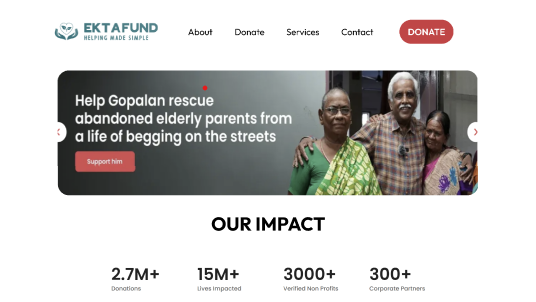 EKTAFUND
HELPING MADE SIMPLE
About Donate Services Contact DONATE
Help Gopalan rescue
abandoned elderly parents from
a life of begging on the streets
Support him
OUR IMPACT
2.7M+ 15M+ 3000+ 300+
Donations Lives Impacted Verified Non Profits Corporate Partners